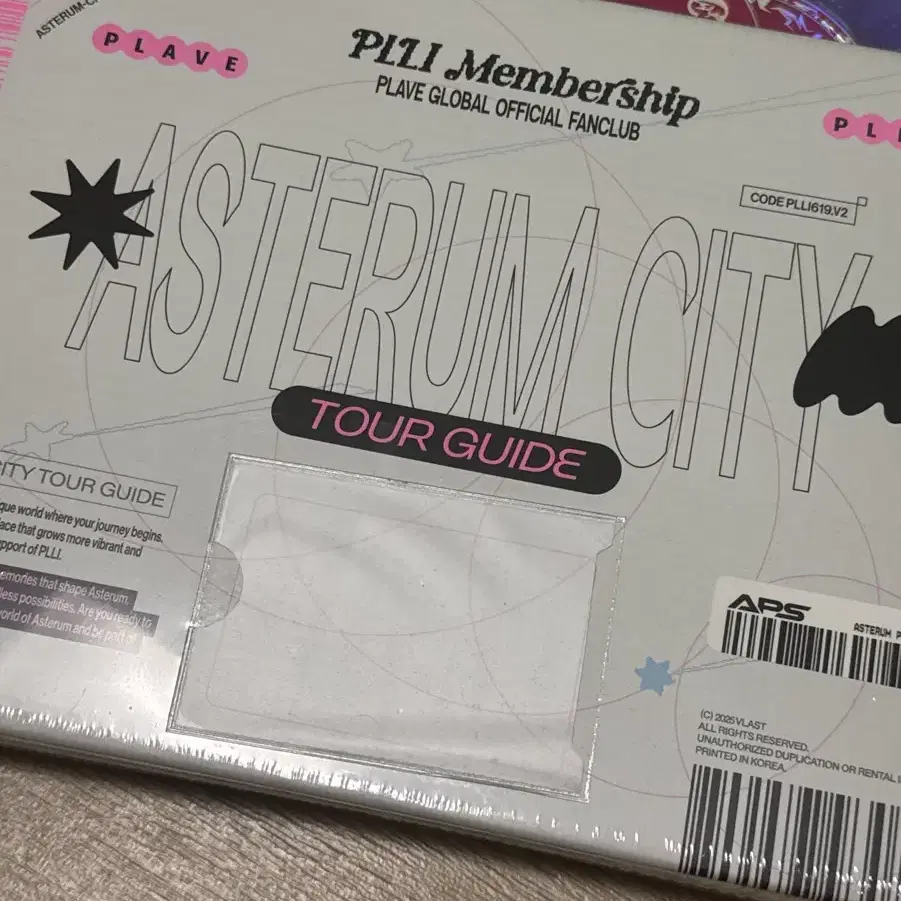 ASTERUM-C
PLAVE
PLLI Membership
PLAVE GLOBAL OFFICIAL FANCLUB
PLL
CODE PLLI619.V2
ASTERUM CITY
TOUR GUIDE
ITY TOUR GUIDE
que world where your journey begins.
ace that grows more vibrant and
pport of PLLI.
emories that shape Asterum.
less possibilities. Are you ready to
world of Asterum and be part of
APS
ASTERUM P
(C) 2025 VLAST
ALL RIGHTS RESERVED.
UNAUTHORIZED DUPLICATION OR RENTAL
PRINTED IN KOREA.